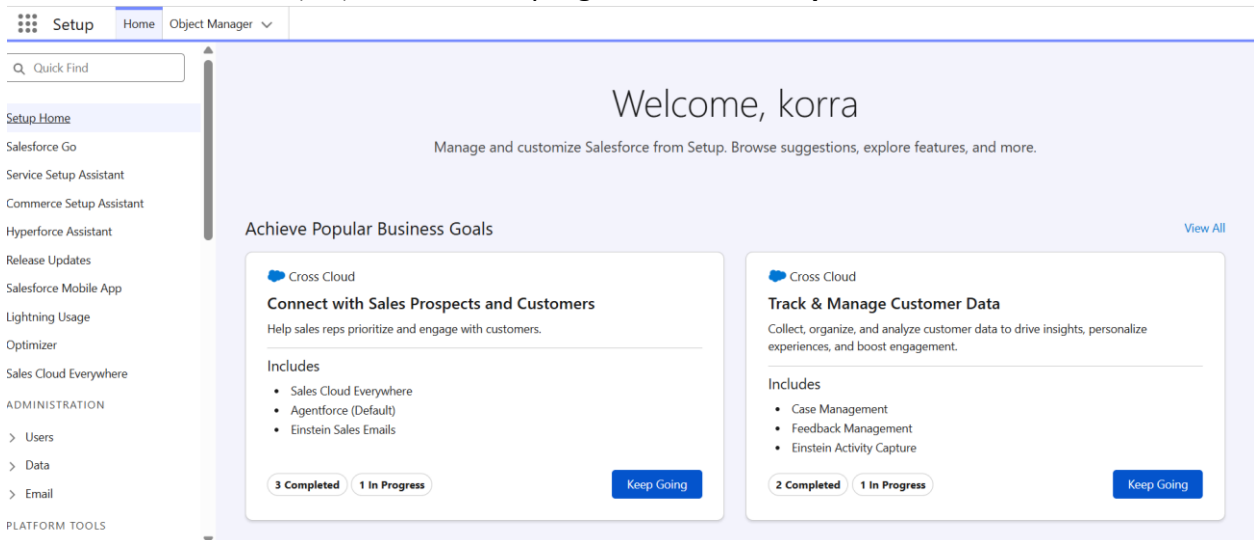 Setup Home Object Manager
Quick Find
Setup Home
Salesforce Go
Service Setup Assistant
Commerce Setup Assistant
Hyperforce Assistant
Release Updates
Salesforce Mobile App
Lightning Usage
Optimizer
Sales Cloud Everywhere
ADMINISTRATION
Users
Data
Email
PLATFORM TOOLS
Welcome, korra
Manage and customize Salesforce from Setup. Browse suggestions, explore features, and more.
Achieve Popular Business Goals
View All
Cross Cloud
Connect with Sales Prospects and Customers
Help sales reps prioritize and engage with customers.
Includes
• Sales Cloud Everywhere
• Agentforce (Default)
• Einstein Sales Emails
3 Completed 1 In Progress Keep Going
Cross Cloud
Track & Manage Customer Data
Collect, organize, and analyze customer data to drive insights, personalize
experiences, and boost engagement.
Includes
• Case Management
• Feedback Management
• Einstein Activity Capture
2 Completed 1 In Progress Keep Going